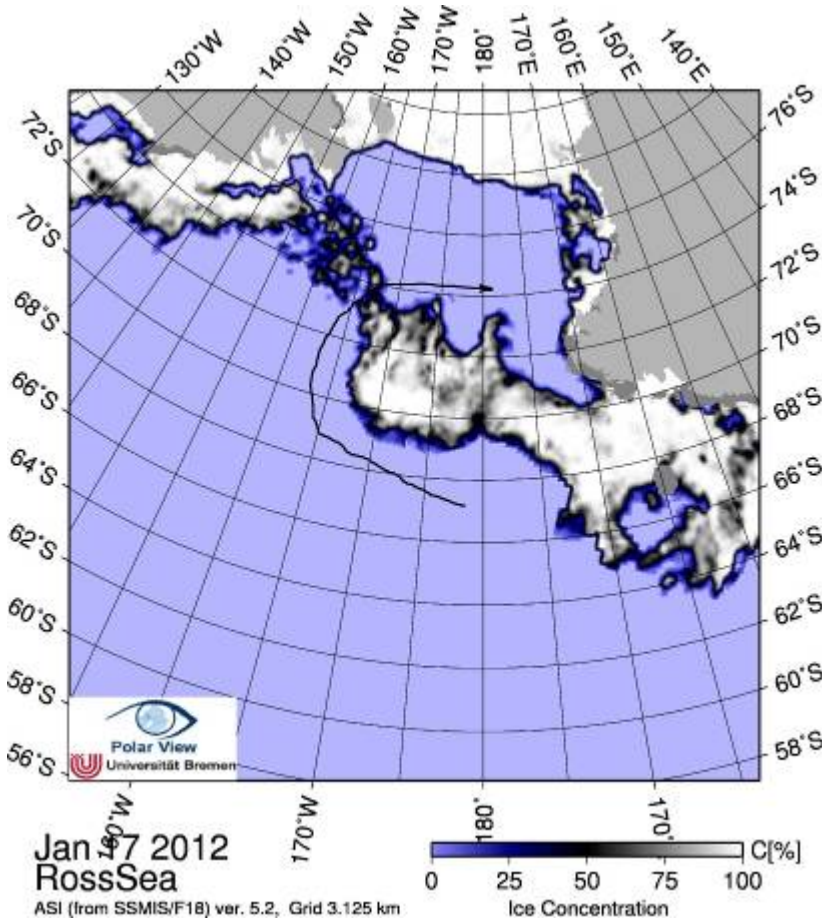 130°W
140°W
150°W
160°W
170°W
180°
170°E
160°E
150°E
140°E
72°S
70°S
68°S
66°S
64°S
62°S
60°S
58°S
56°S
76°S
74°S
72°S
70°S
68°S
66°S
64°S
62°S
60°S
58°S
Polar View
Universität Bremen
160°W
170°W
180°
170°
Jan 17 2012
RossSea
ASI (from SSMIS/F18) ver. 5.2, Grid 3.125 km
C[%]
0 25 50 75 100
Ice Concentration